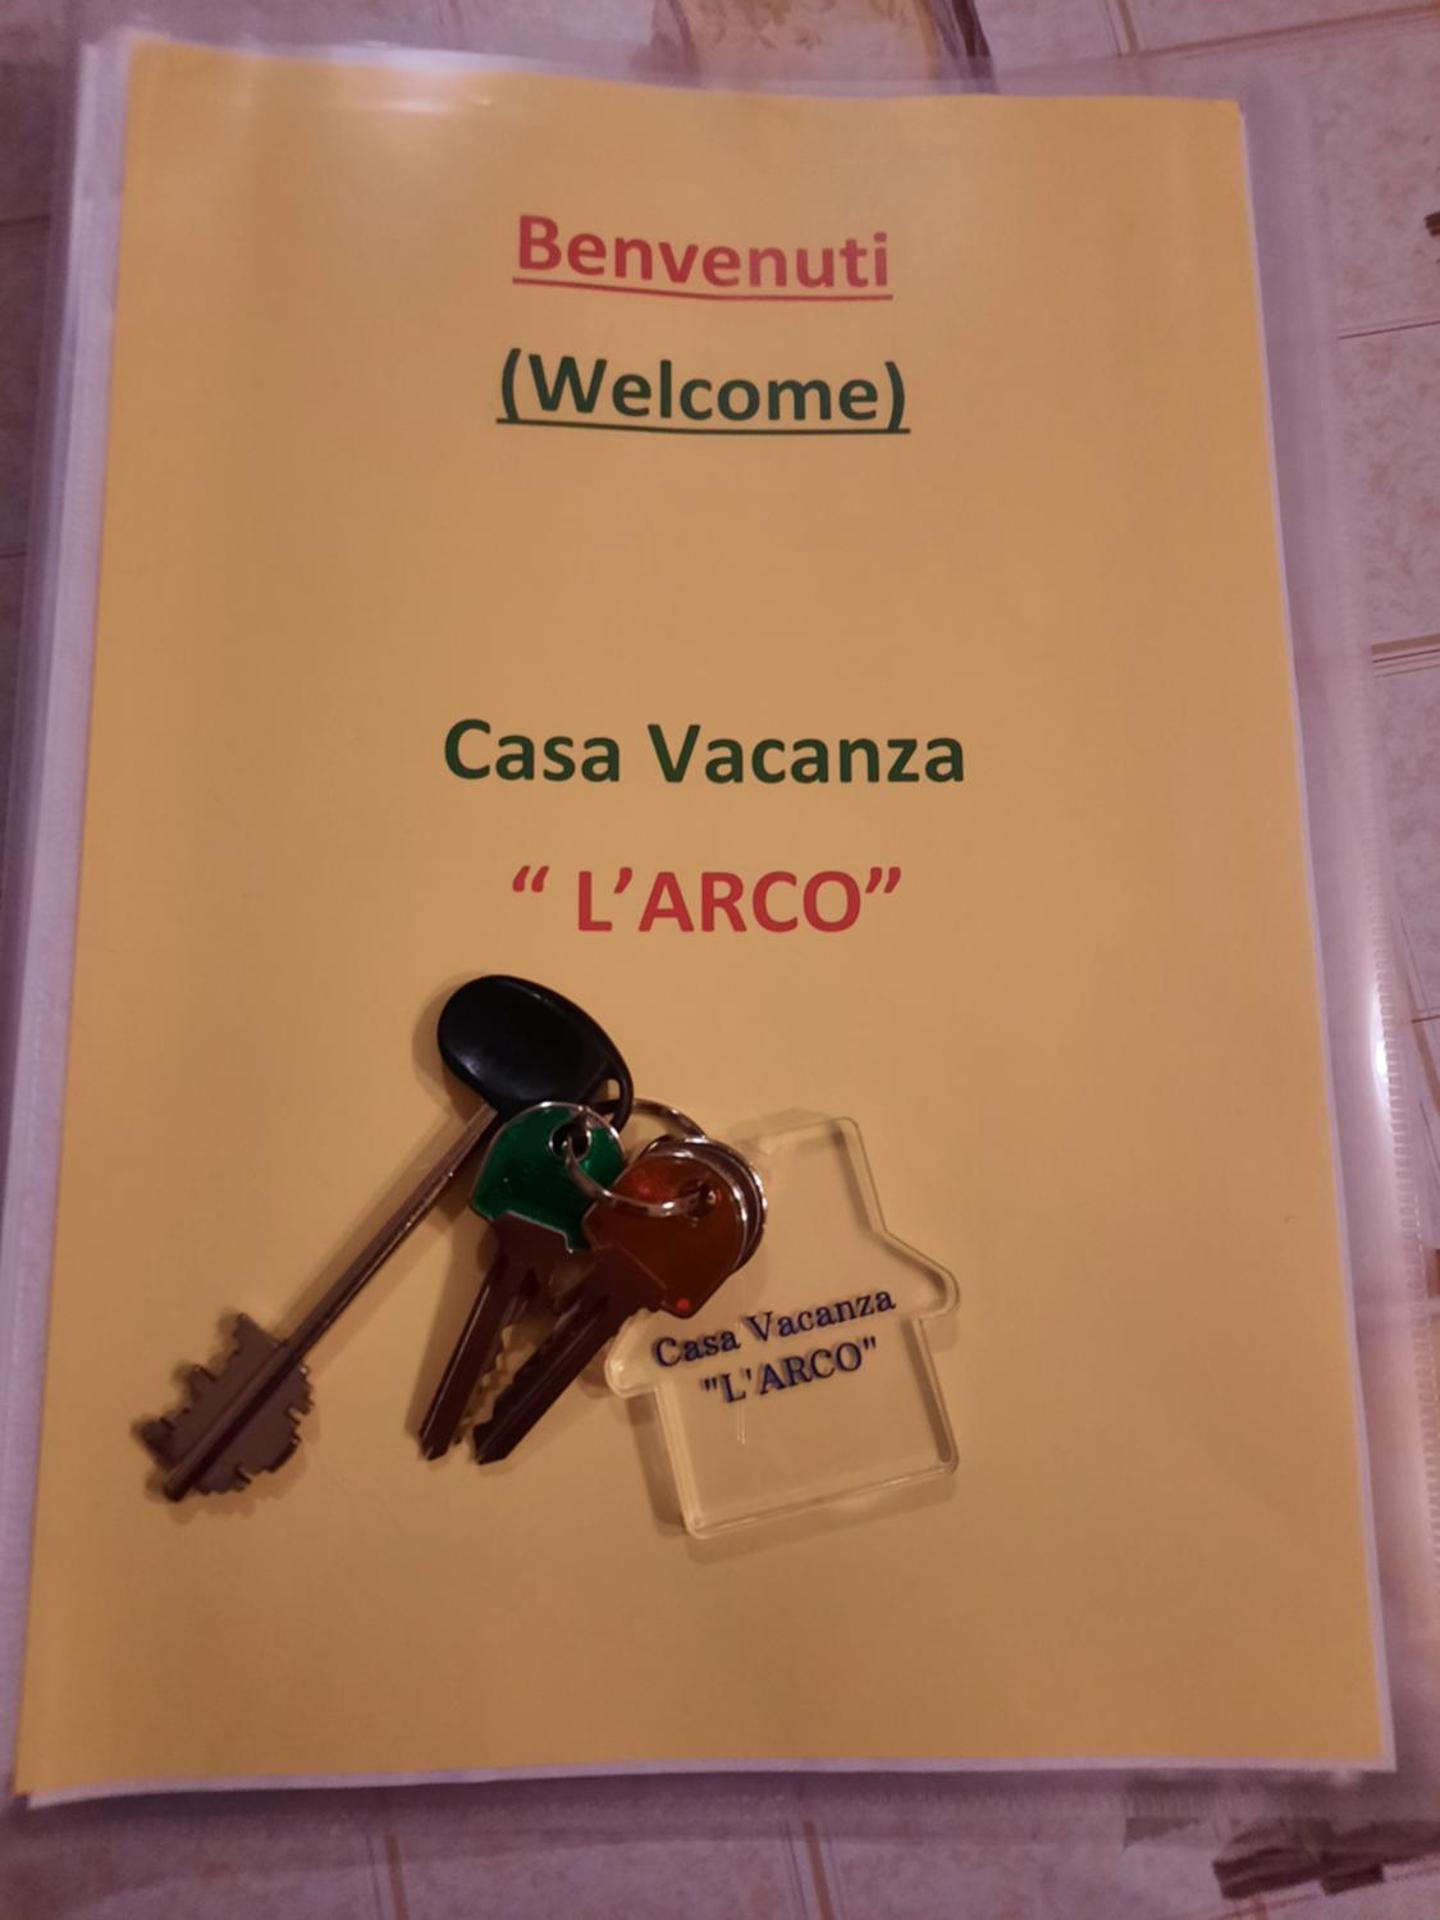 Benvenuti
(Welcome)
Casa Vacanza
“ L’ARCO”
Casa Vacanza
"L'ARCO"